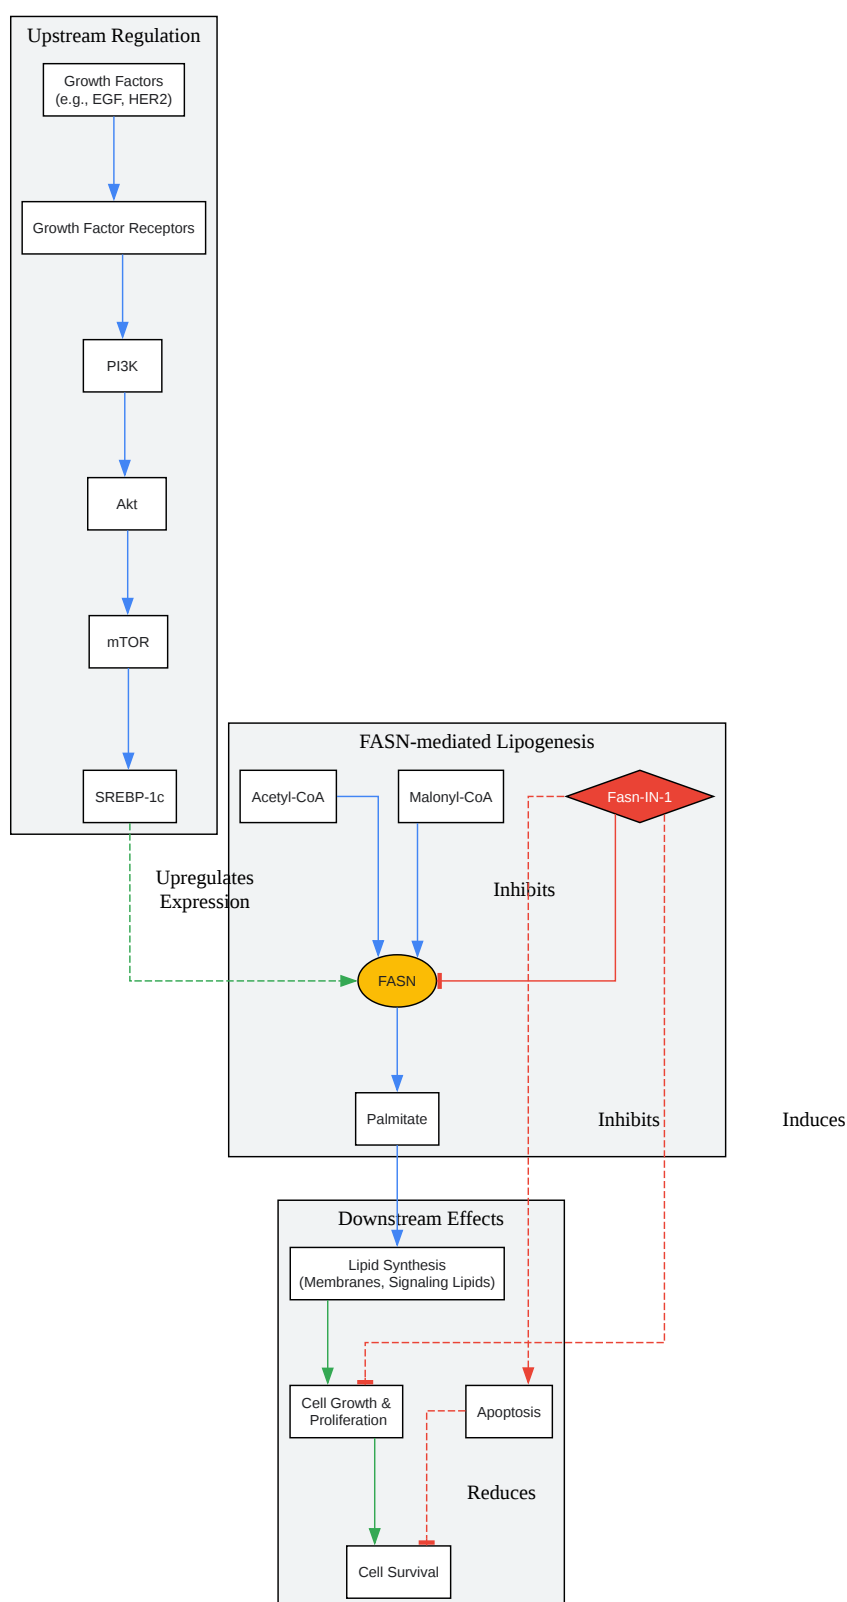 Upstream Regulation
Growth Factors
(e.g., EGF, HER2)
Growth Factor Receptors
PI3K
Akt
mTOR
SREBP-1c
FASN-mediated Lipogenesis
Acetyl-CoA
Malonyl-CoA
Fasn-IN-1
Upregulates
Expression
Inhibits
FASN
Palmitate
Inhibits
Induces
Downstream Effects
Lipid Synthesis
(Membranes, Signaling Lipids)
Cell Growth &
Proliferation
Apoptosis
Reduces
Cell Survival